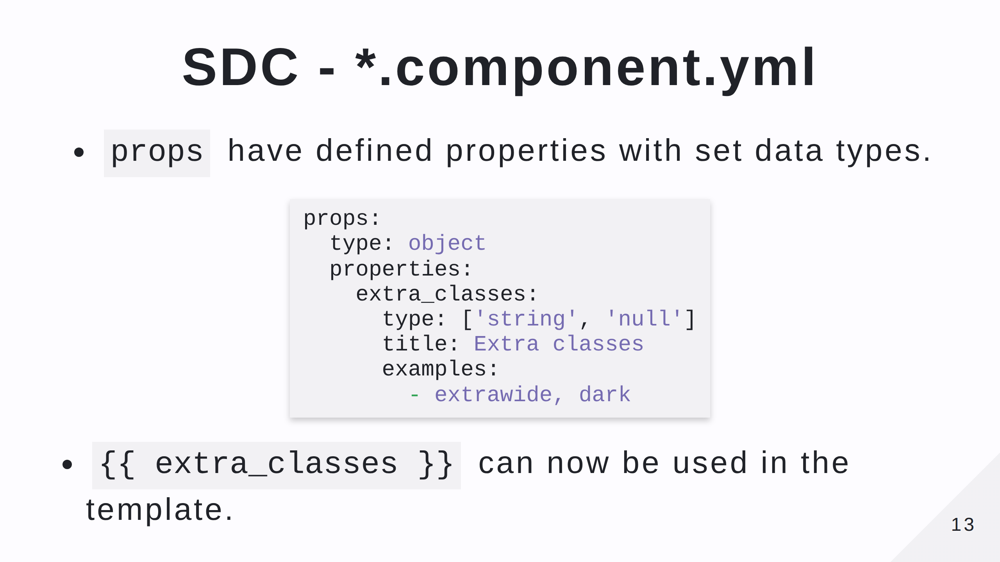 SDC - *.component.yml
• props have defined properties with set data types.
props:
  type: object
  properties:
    extra_classes:
      type: ['string', 'null']
      title: Extra classes
      examples:
        - extrawide, dark
• {{ extra_classes }} can now be used in the
template.
13